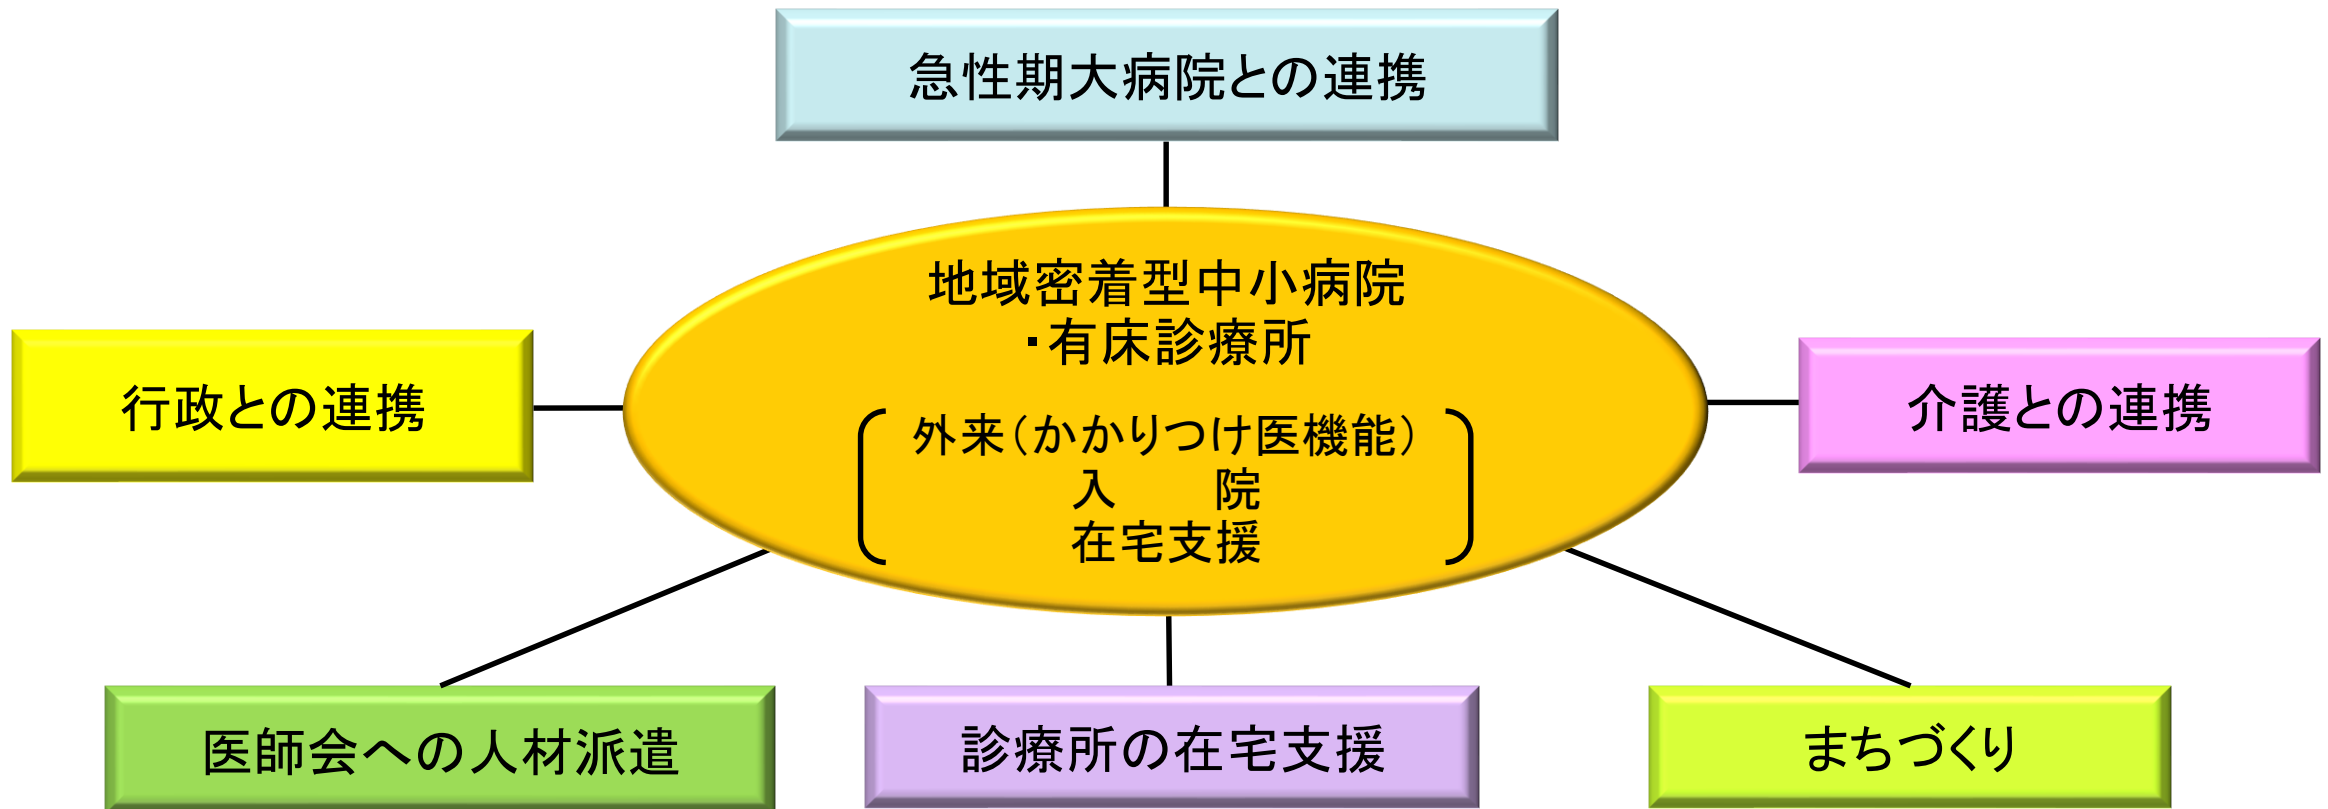 急性期大病院との連携
地域密着型中小病院
・有床診療所
行政との連携
介護との連携
外来（かかりつけ医機能）
入　　院
在宅支援
医師会への人材派遣
診療所の在宅支援
まちづくり